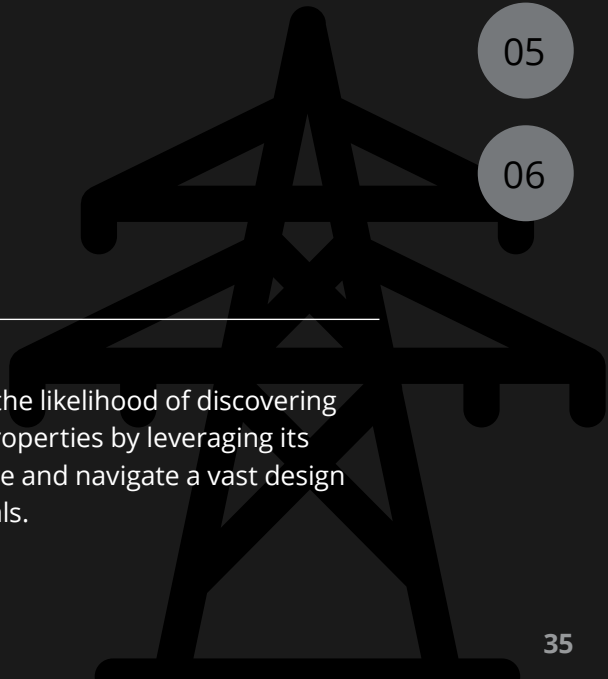 05
06
the likelihood of discovering
roperties by leveraging its
e and navigate a vast design
ls.
35